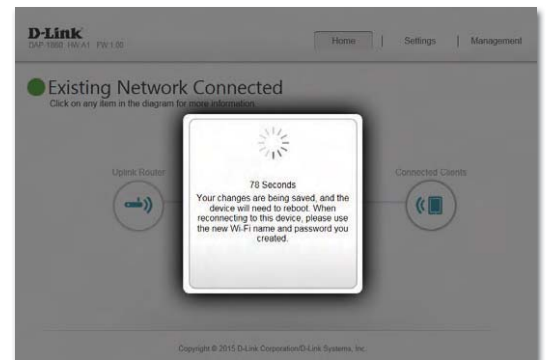 D-Link
DAP-1860 HW:A1 FW:1.00
Home | Settings | Management
Existing Network Connected
Click on any item in the diagram for more information.
Uplink Router
Connected Clients
78 Seconds
Your changes are being saved, and the
device will need to reboot. When
reconnecting to this device, please use
the new Wi-Fi name and password you
created.
Copyright © 2015 D-Link Corporation/D-Link Systems, Inc.